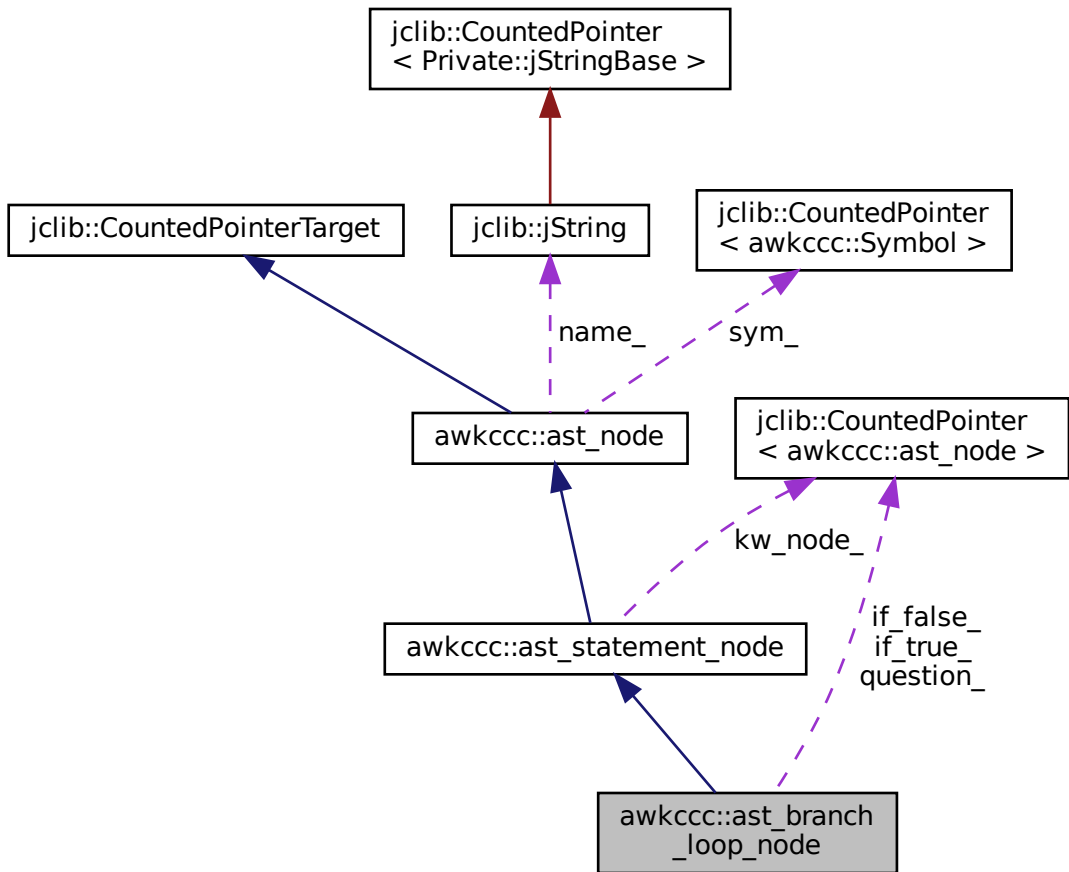 jclib::CountedPointer
< Private::jStringBase >
jclib::CountedPointerTarget
jclib::jString
jclib::CountedPointer
< awkccc::Symbol >
name_
sym_
awkccc::ast_node
jclib::CountedPointer
< awkccc::ast_node >
kw_node_
if_false_
if_true_
question_
awkccc::ast_statement_node
awkccc::ast_branch
_loop_node